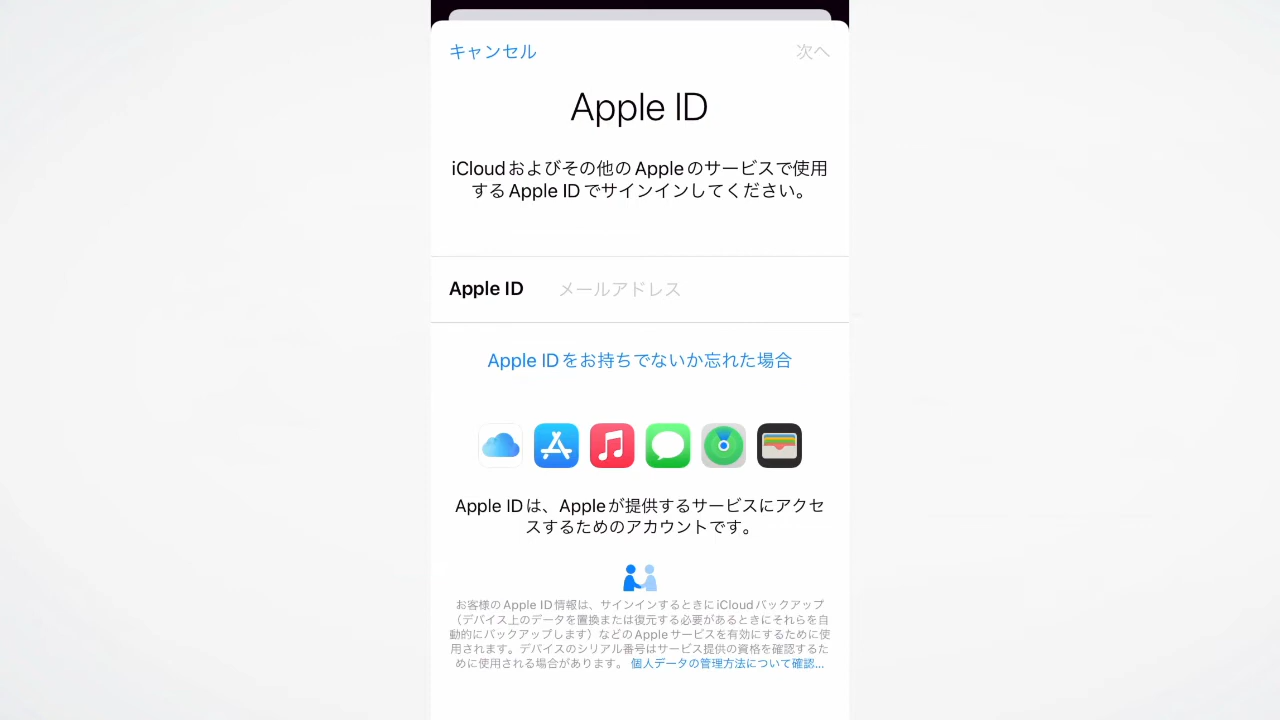 キャンセル
次へ
Apple ID
iCloudおよびその他のAppleのサービスで使用
するApple IDでサインインしてください。
Apple ID メールアドレス
Apple IDをお持ちでないか忘れた場合
Apple IDは、Appleが提供するサービスにアクセ
スするためのアカウントです。
お客様のApple ID情報は、サインインするときにiCloudバックアップ
（デバイス上のデータを置換または復元する必要があるときにそれらを自
動的にバックアップします）などのAppleサービスを有効にするために使
用されます。デバイスのシリアル番号はサービス提供の資格を確認するた
めに使用される場合があります。 個人データの管理方法について確認...